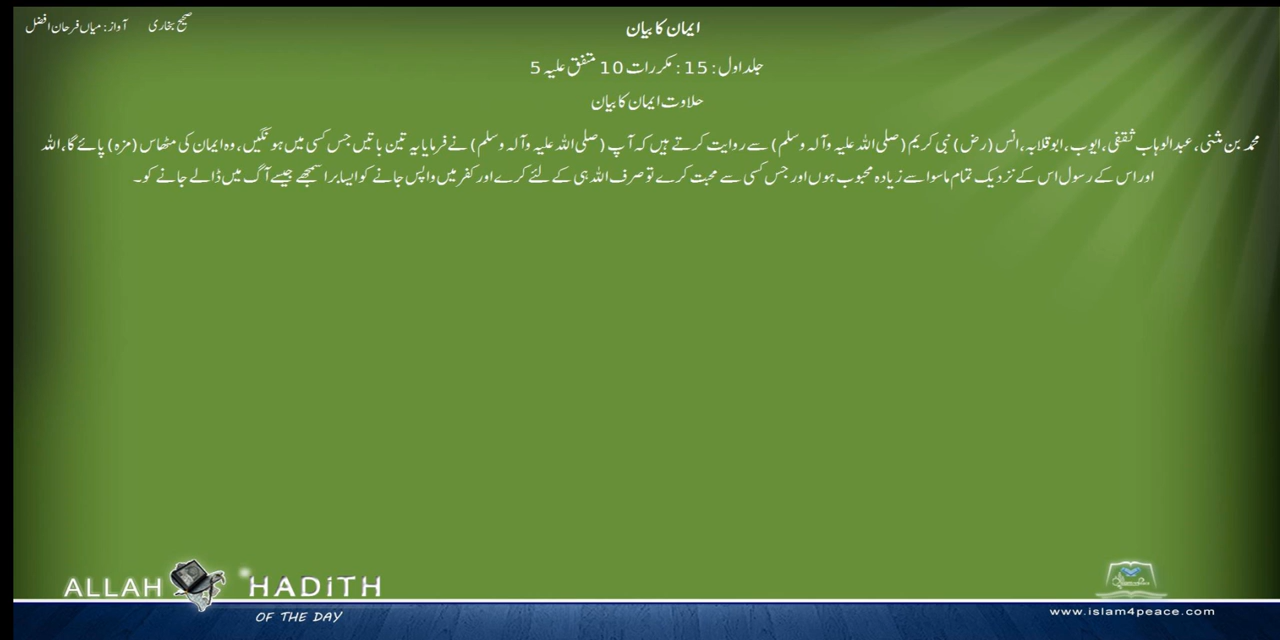 صحیح بخاری آواز: میاں فرحان افضل
ایمان کا بیان
جلد اول : 15 : مکررات 10 متفق علیہ 5
حلاوت ایمان کا بیان
محمد بن مثنی، عبدالوہاب ثقفی، ایوب، ابوقلابہ، انس (رض) نبی کریم (صلی اللہ علیہ وآلہ وسلم) سے روایت کرتے ہیں کہ آپ (صلی اللہ علیہ وآلہ وسلم) نے فرمایا یہ تین باتیں جس کسی میں ہونگیں، وہ ایمان کی مٹھاس (مزہ) پائے گا، اللہ
اور اس کے رسول اس کے نزدیک تمام ماسوا سے زیادہ محبوب ہوں اور جس کسی سے محبت کرے تو صرف اللہ ہی کے لئے کرے اور کفر میں واپس جانے کو ایسا برا سمجھے جیسے آگ میں ڈالے جانے کو۔
ALLAH HADITH
OF THE DAY
www.islam4peace.com